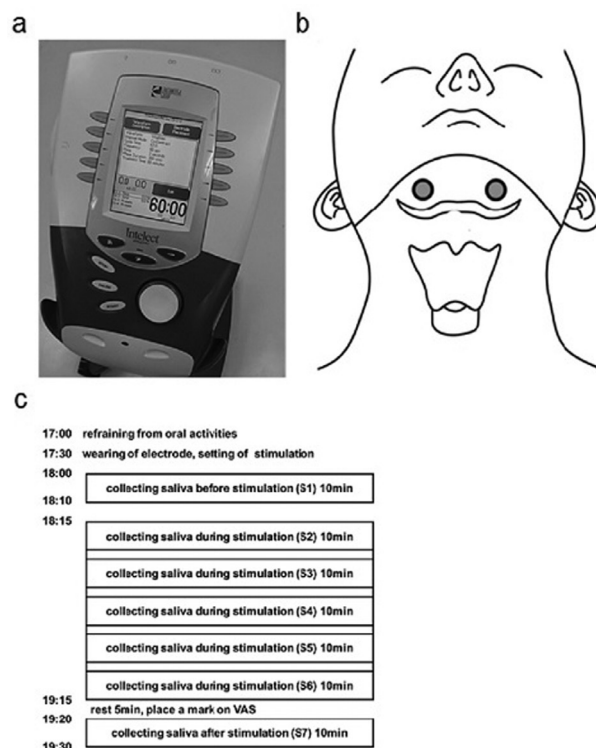 a
b
60:00
Intelect
c
17:00 refraining from oral activities
17:30 wearing of electrode, setting of stimulation
18:00
collecting saliva before stimulation (S1) 10min
18:10
18:15
collecting saliva during stimulation (S2) 10min
collecting saliva during stimulation (S3) 10min
collecting saliva during stimulation (S4) 10min
collecting saliva during stimulation (S5) 10min
collecting saliva during stimulation (S6) 10min
19:15
rest 5min, place a mark on VAS
19:20
collecting saliva after stimulation (S7) 10min
19:30